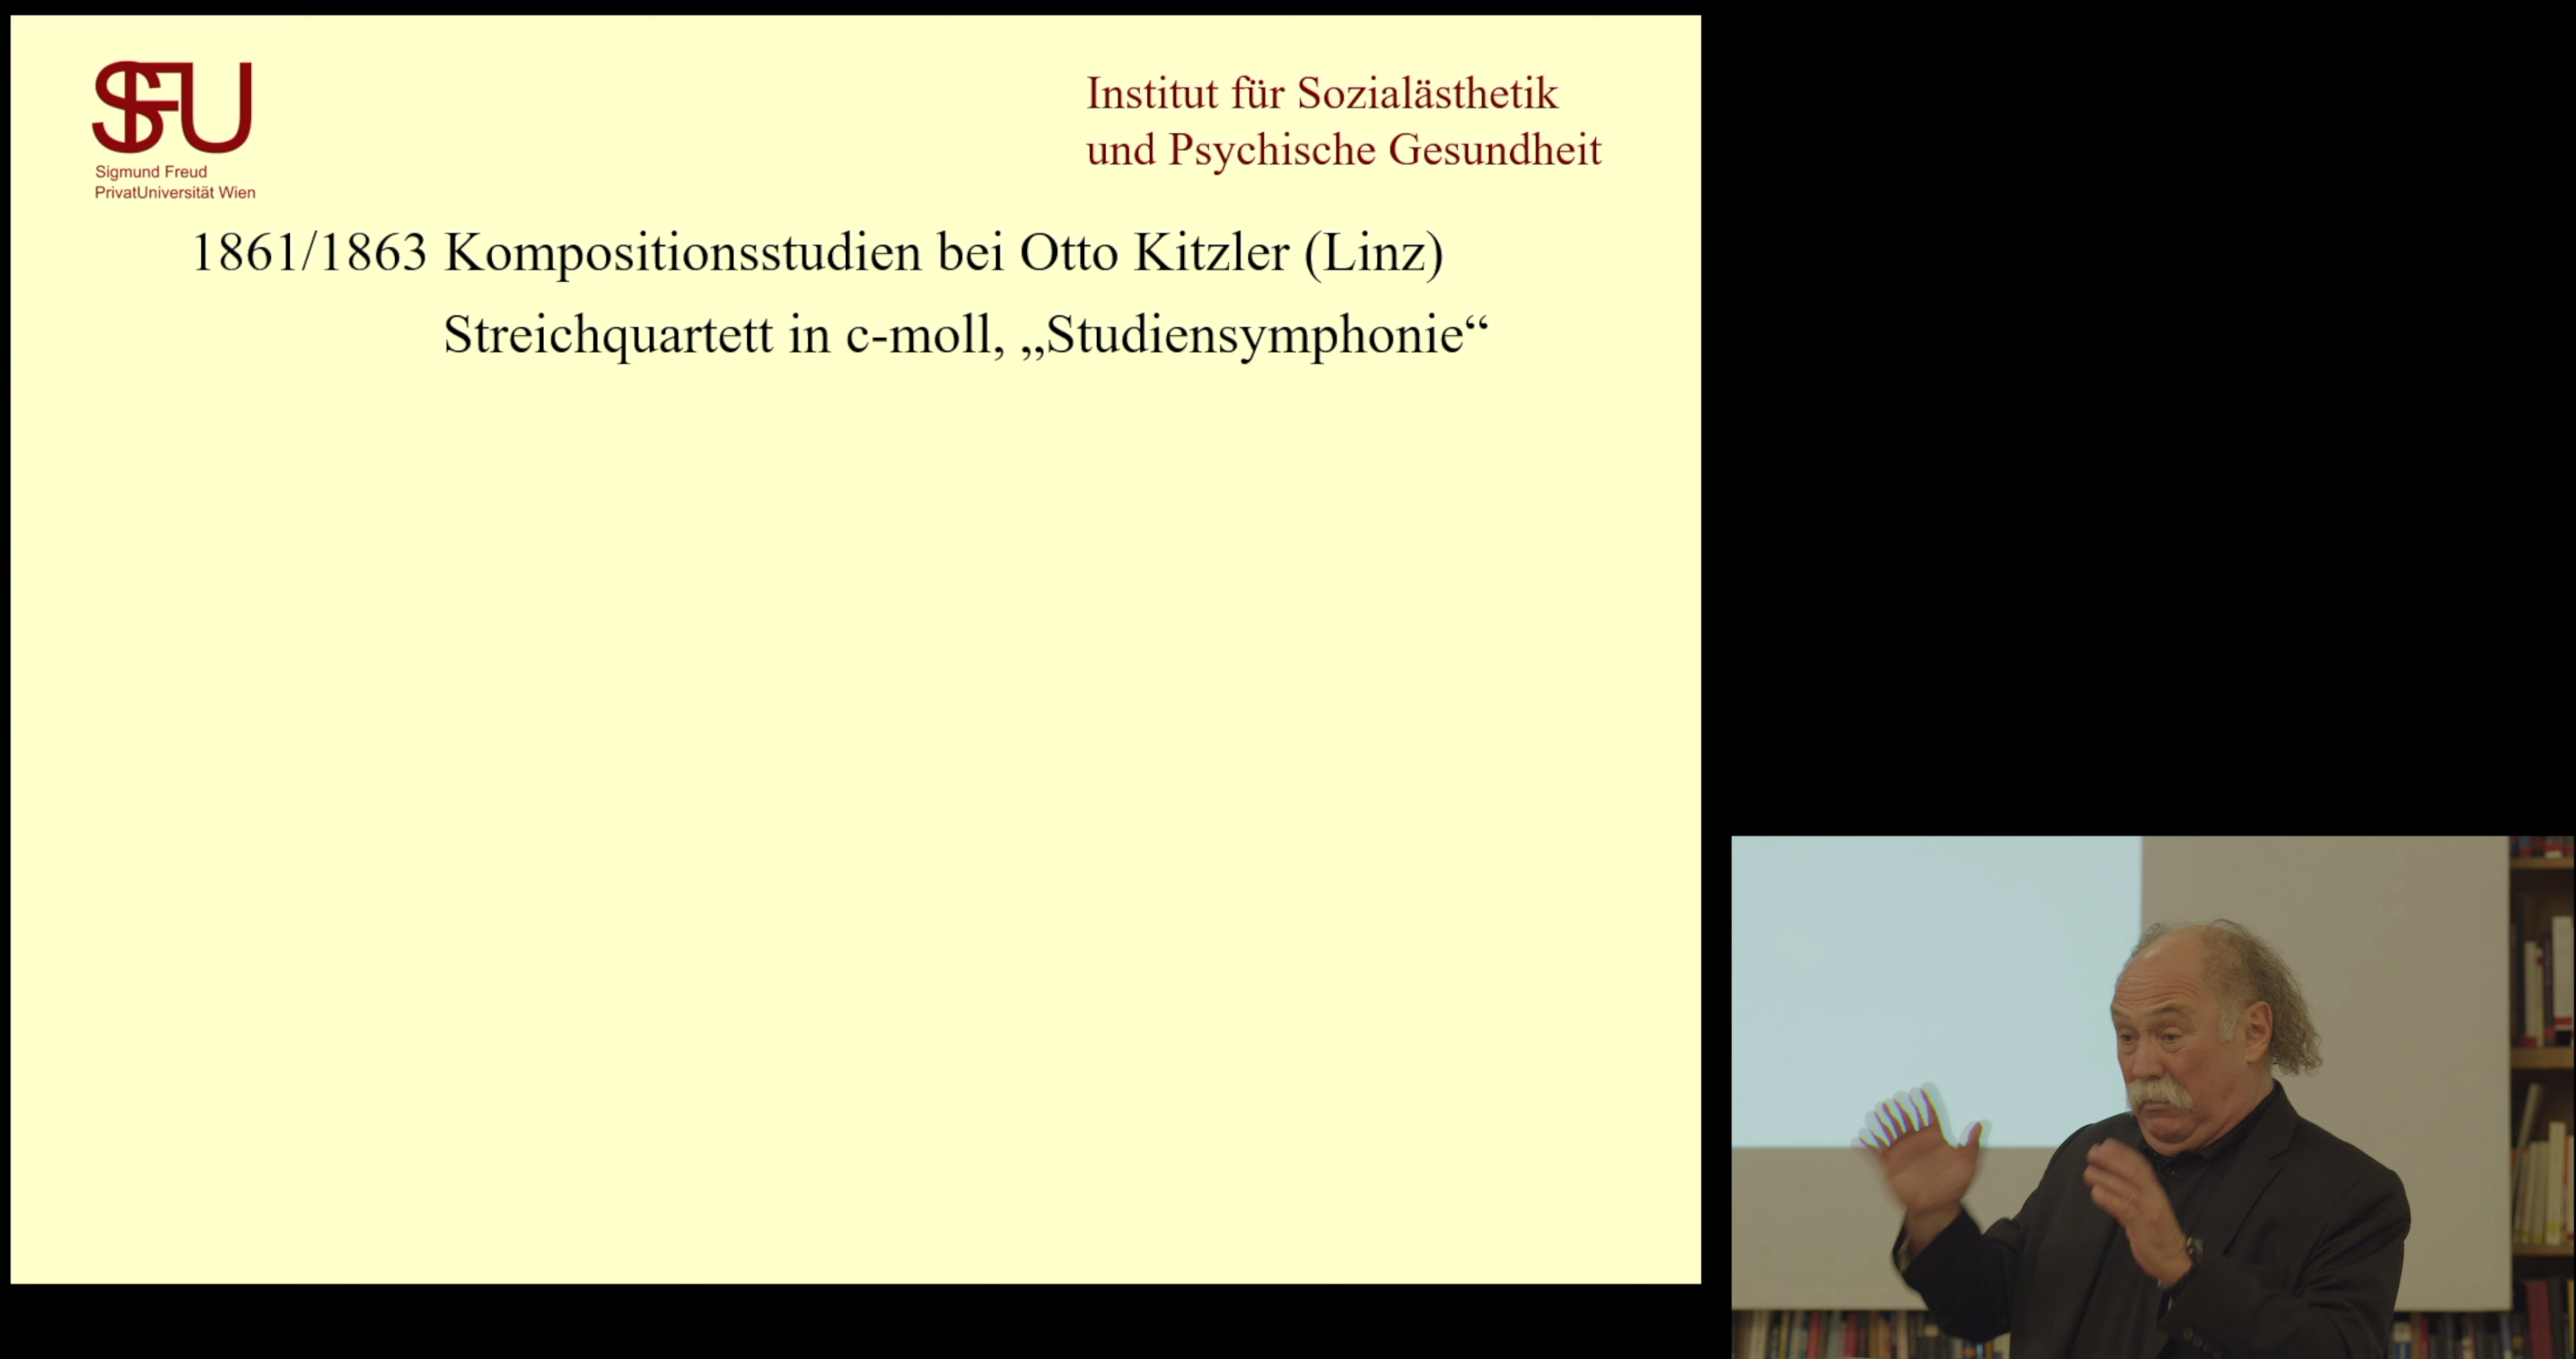 SFU
Sigmund Freud
PrivatUniversität Wien
Institut für Sozialästhetik
und Psychische Gesundheit
1861/1863 Kompositionsstudien bei Otto Kitzler (Linz)
Streichquartett in c-moll, „Studiensymphonie“